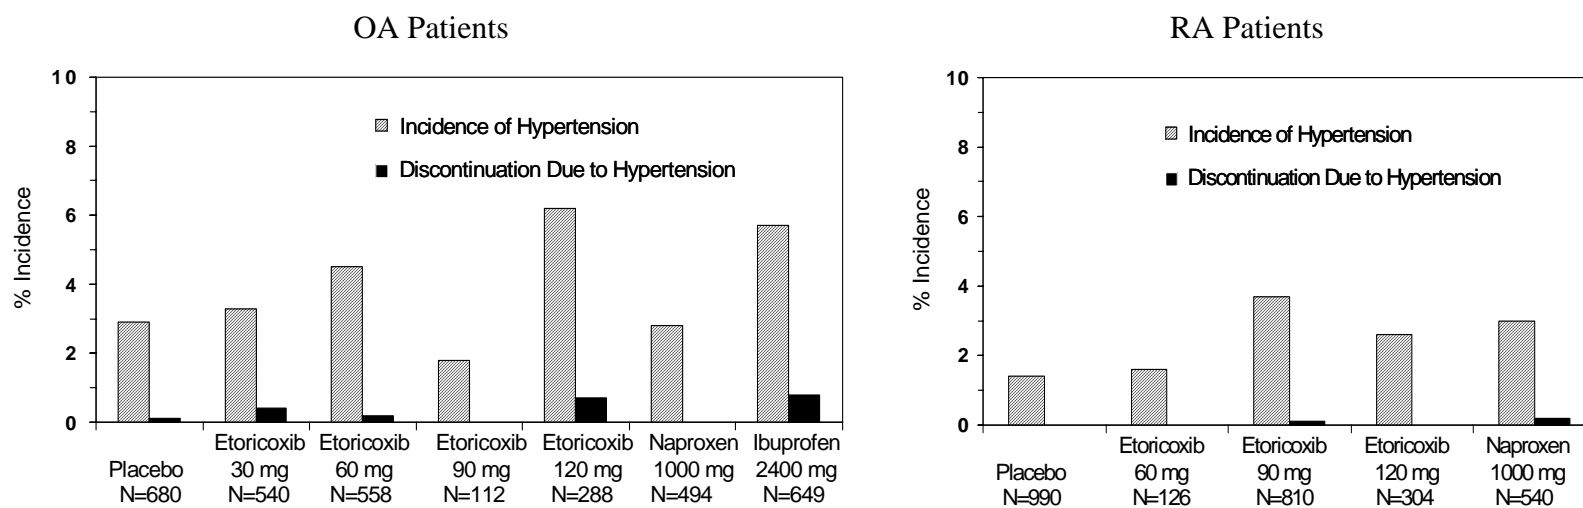 OA Patients
% Incidence
10
8
6
4
2
0
Incidence of Hypertension
Discontinuation Due to Hypertension
Placebo
N=680
Etoricoxib
30 mg
N=540
Etoricoxib
60 mg
N=558
Etoricoxib
90 mg
N=112
Etoricoxib
120 mg
N=288
Naproxen
1000 mg
N=494
Ibuprofen
2400 mg
N=649
RA Patients
% Incidence
10
8
6
4
2
0
Incidence of Hypertension
Discontinuation Due to Hypertension
Placebo
N=990
Etoricoxib
60 mg
N=126
Etoricoxib
90 mg
N=810
Etoricoxib
120 mg
N=304
Naproxen
1000 mg
N=540